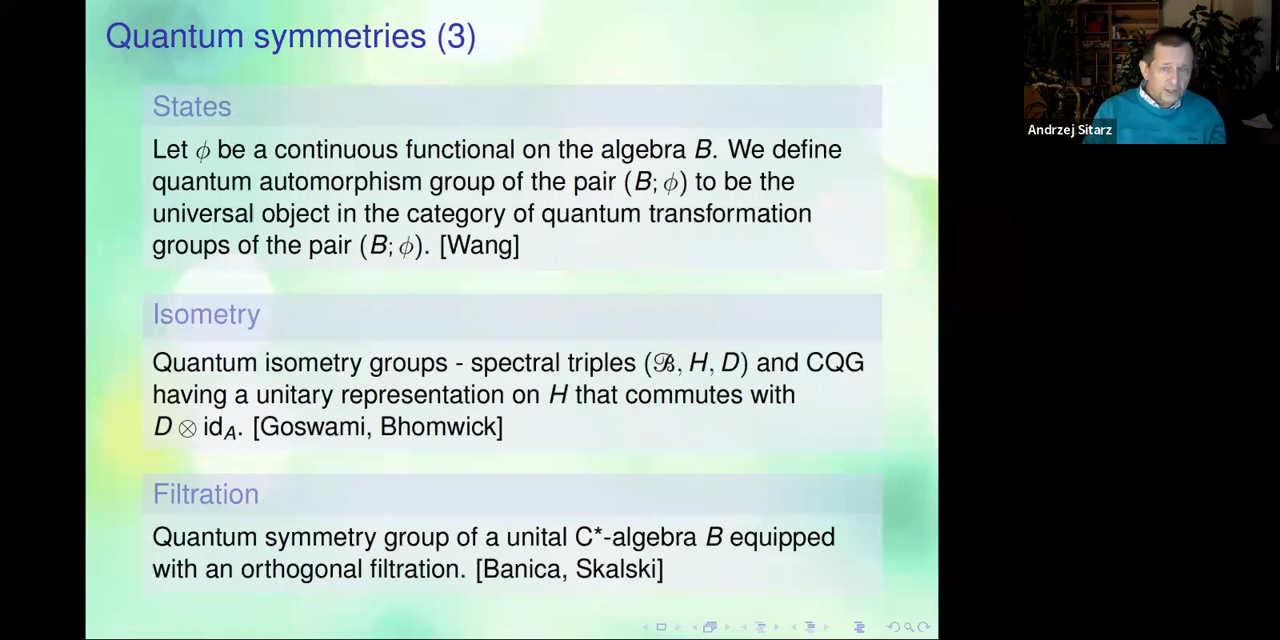 Quantum symmetries (3)
States
Let ϕ be a continuous functional on the algebra B. We define
quantum automorphism group of the pair (B; ϕ) to be the
universal object in the category of quantum transformation
groups of the pair (B; ϕ). [Wang]
Isometry
Quantum isometry groups - spectral triples (ℬ, H, D) and CQG
having a unitary representation on H that commutes with
D ⊗ id_A. [Goswami, Bhomwick]
Filtration
Quantum symmetry group of a unital C*-algebra B equipped
with an orthogonal filtration. [Banica, Skalski]
Andrzej Sitarz